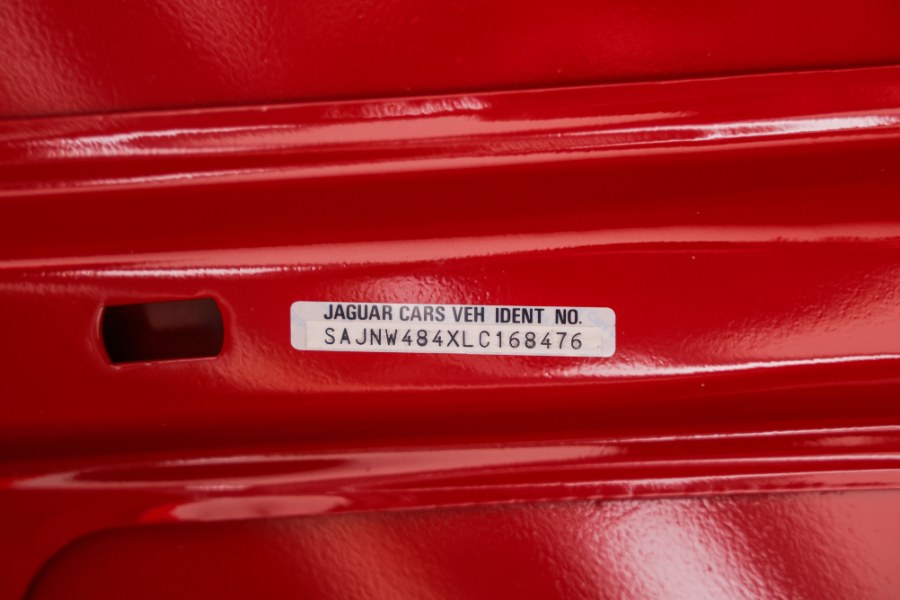 JAGUAR CARS VEH IDENT NO.
SAJNW484XLC168476